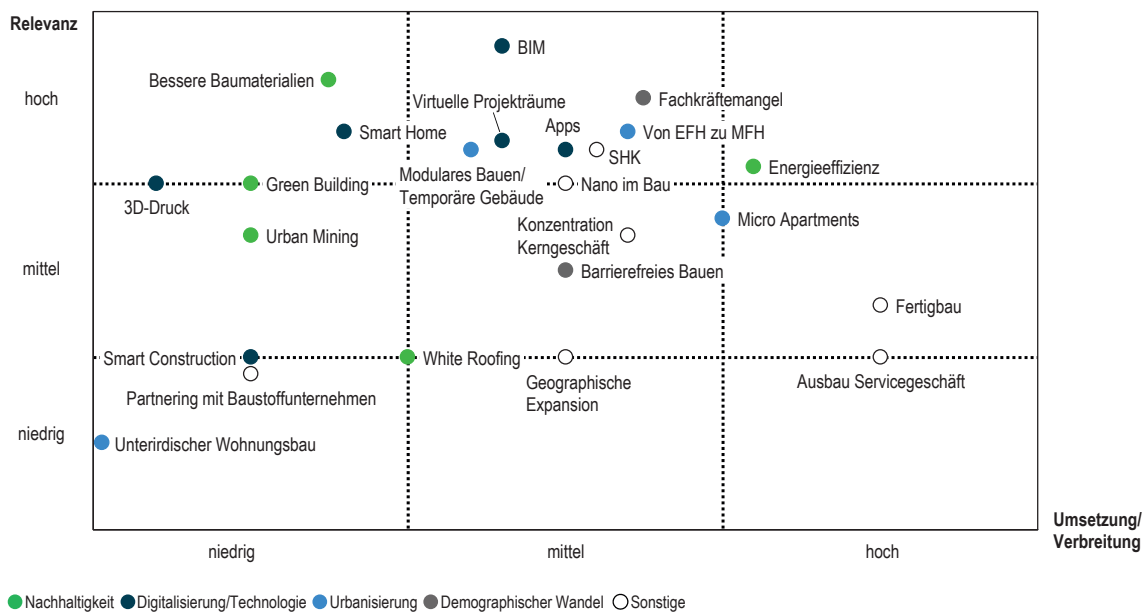 Relevanz
BIM
Bessere Baumaterialien
hoch
Fachkräftemangel
Virtuelle Projekträume
Smart Home
Apps
Von EFH zu MFH
SHK
Energieeffizienz
Modulares Bauen/
Temporäre Gebäude
Green Building
Nano im Bau
3D-Druck
Micro Apartments
Konzentration
Kerngeschäft
Urban Mining
mittel
Barrierefreies Bauen
Fertigbau
Smart Construction
White Roofing
Geographische
Expansion
Ausbau Servicegeschäft
Partnering mit Baustoffunternehmen
niedrig
Unterirdischer Wohnungsbau
Umsetzung/
Verbreitung
niedrig
mittel
hoch
Nachhaltigkeit
Digitalisierung/Technologie
Urbanisierung
Demographischer Wandel
Sonstige